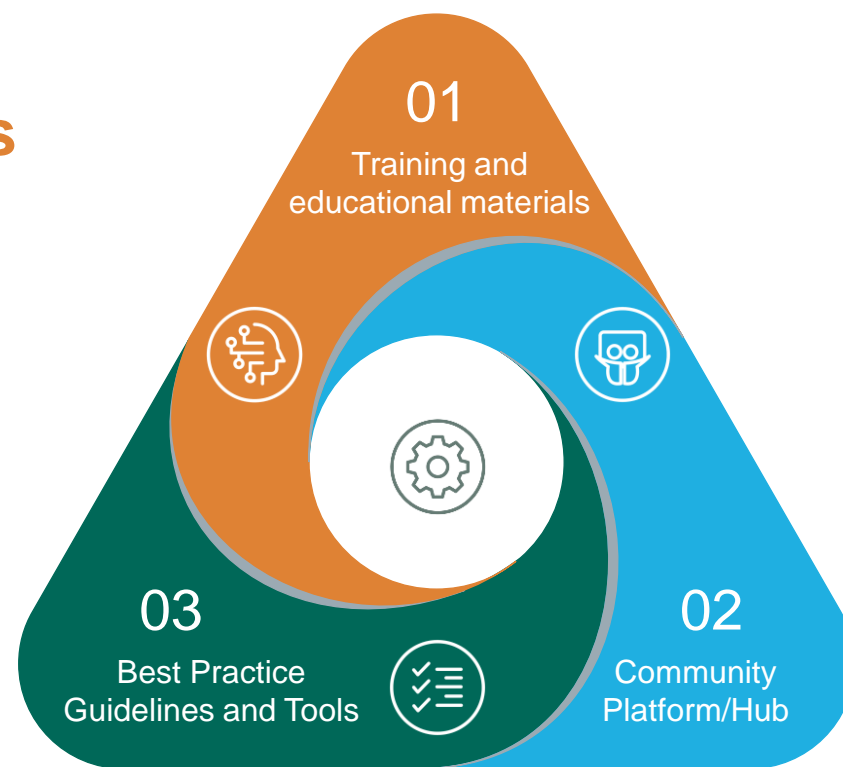 s
01
Training and
educational materials
03
Best Practice
Guidelines and Tools
02
Community
Platform/Hub